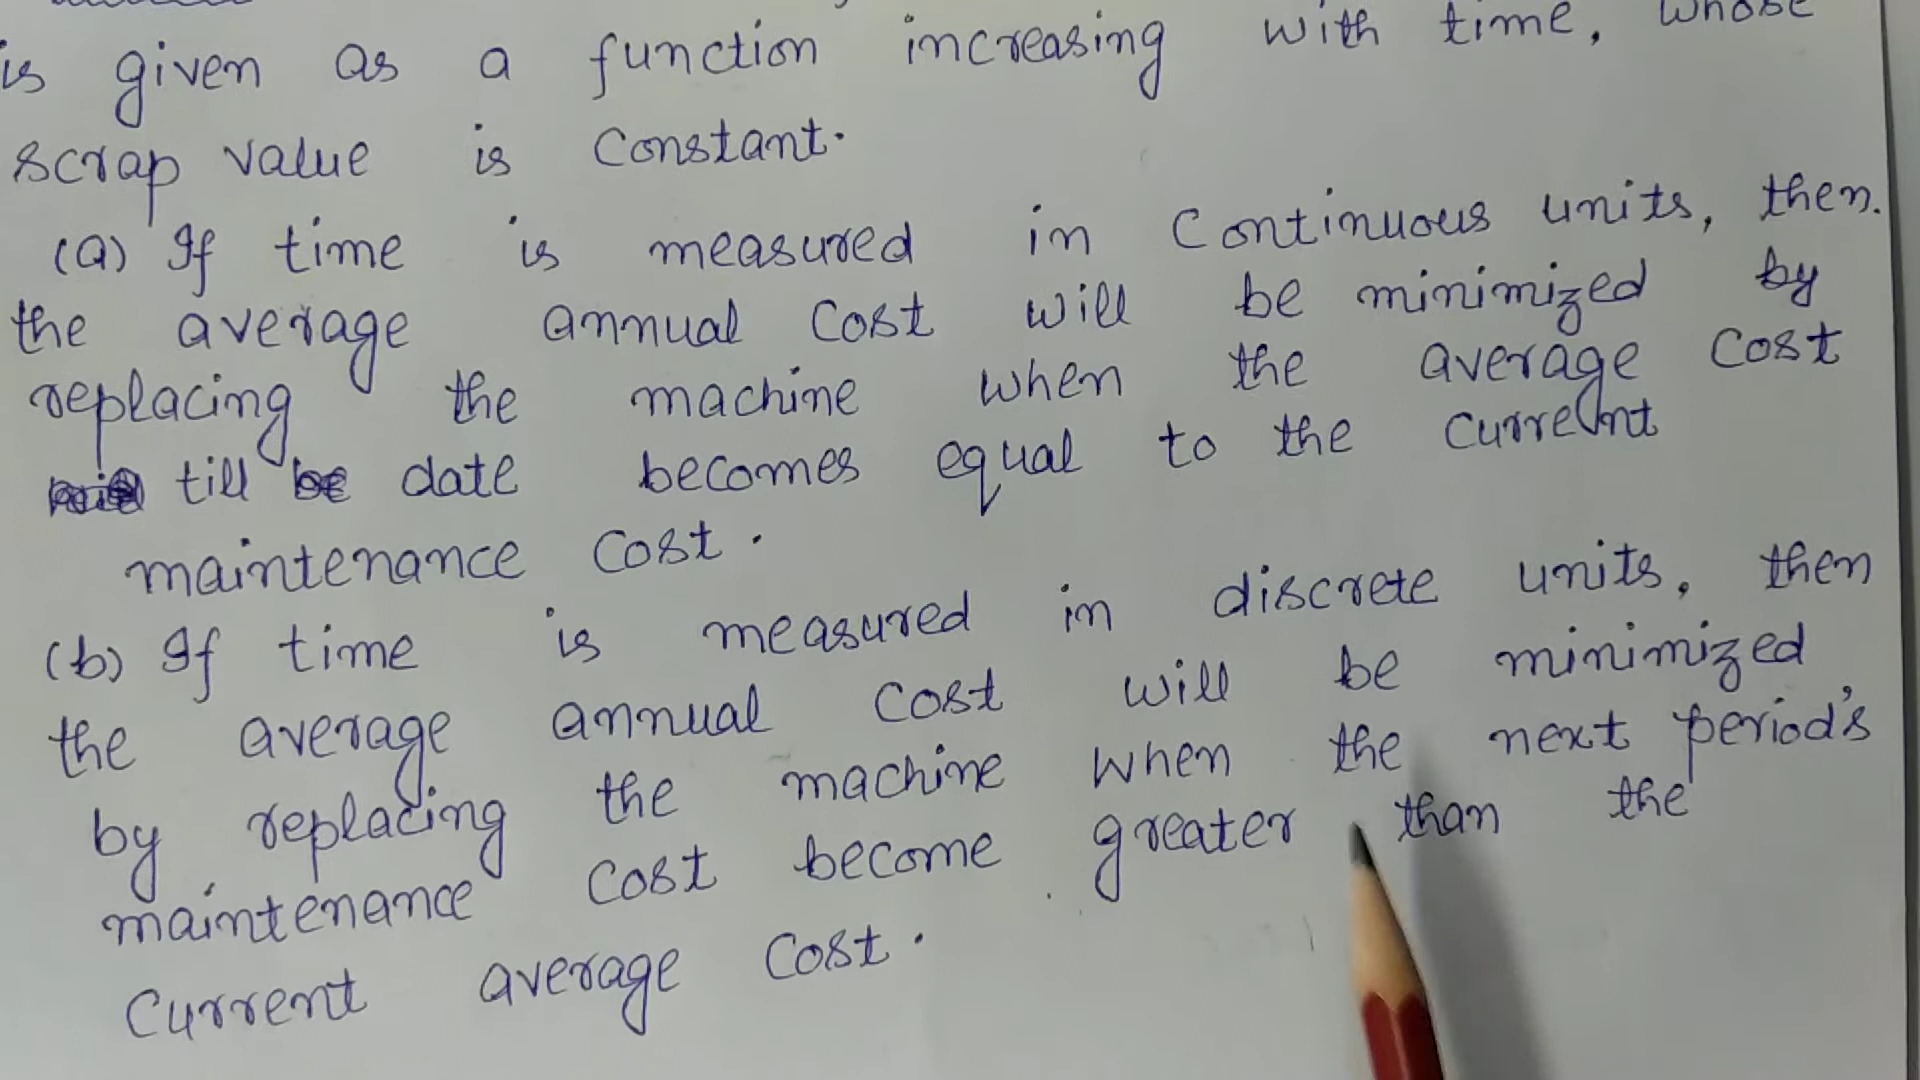 is given as a function increasing with time, whose
scrap value is constant.
(a) If time is measured in continuous units, then
the average annual cost will be minimized by
replacing the machine when the average cost
till date becomes equal to the current
maintenance cost.
(b) If time is measured in discrete units, then
the average annual cost will be minimized
by replacing the machine when the next period's
maintenance cost become greater than the
current average cost.